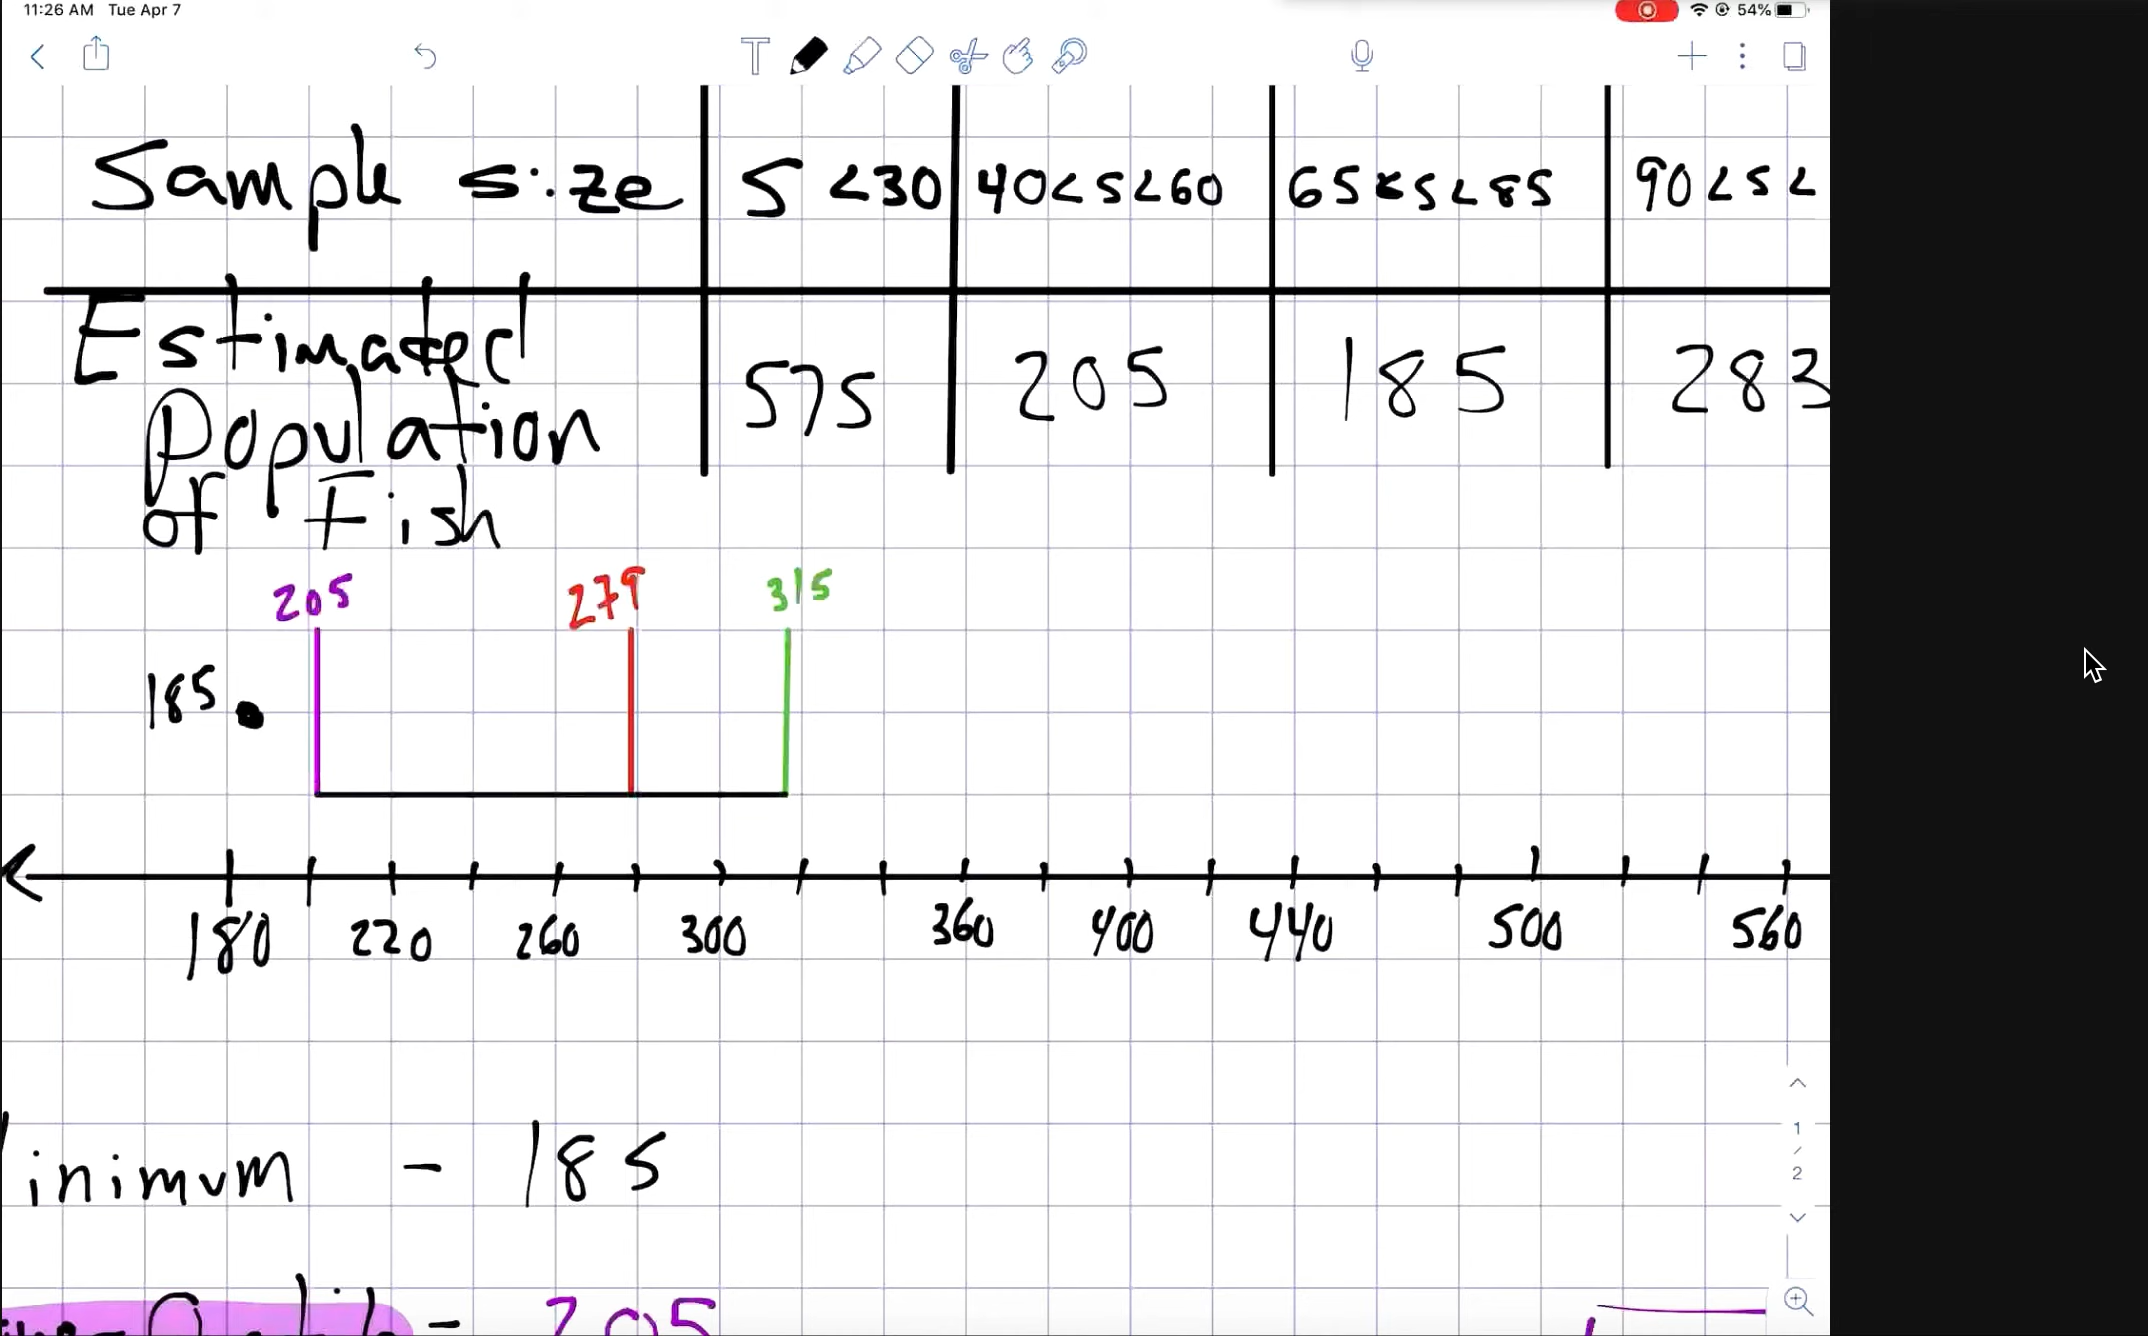 11:26 AM Tue Apr 7 54%
T
Sample size S <30 40<s<60 65<s<85 90<s<
Estimated
Population
of Fish
575 205 185 283
205 279 315
185
180 220 260 300 360 400 440 500 560
1
/
2
inimum - 185
- 205